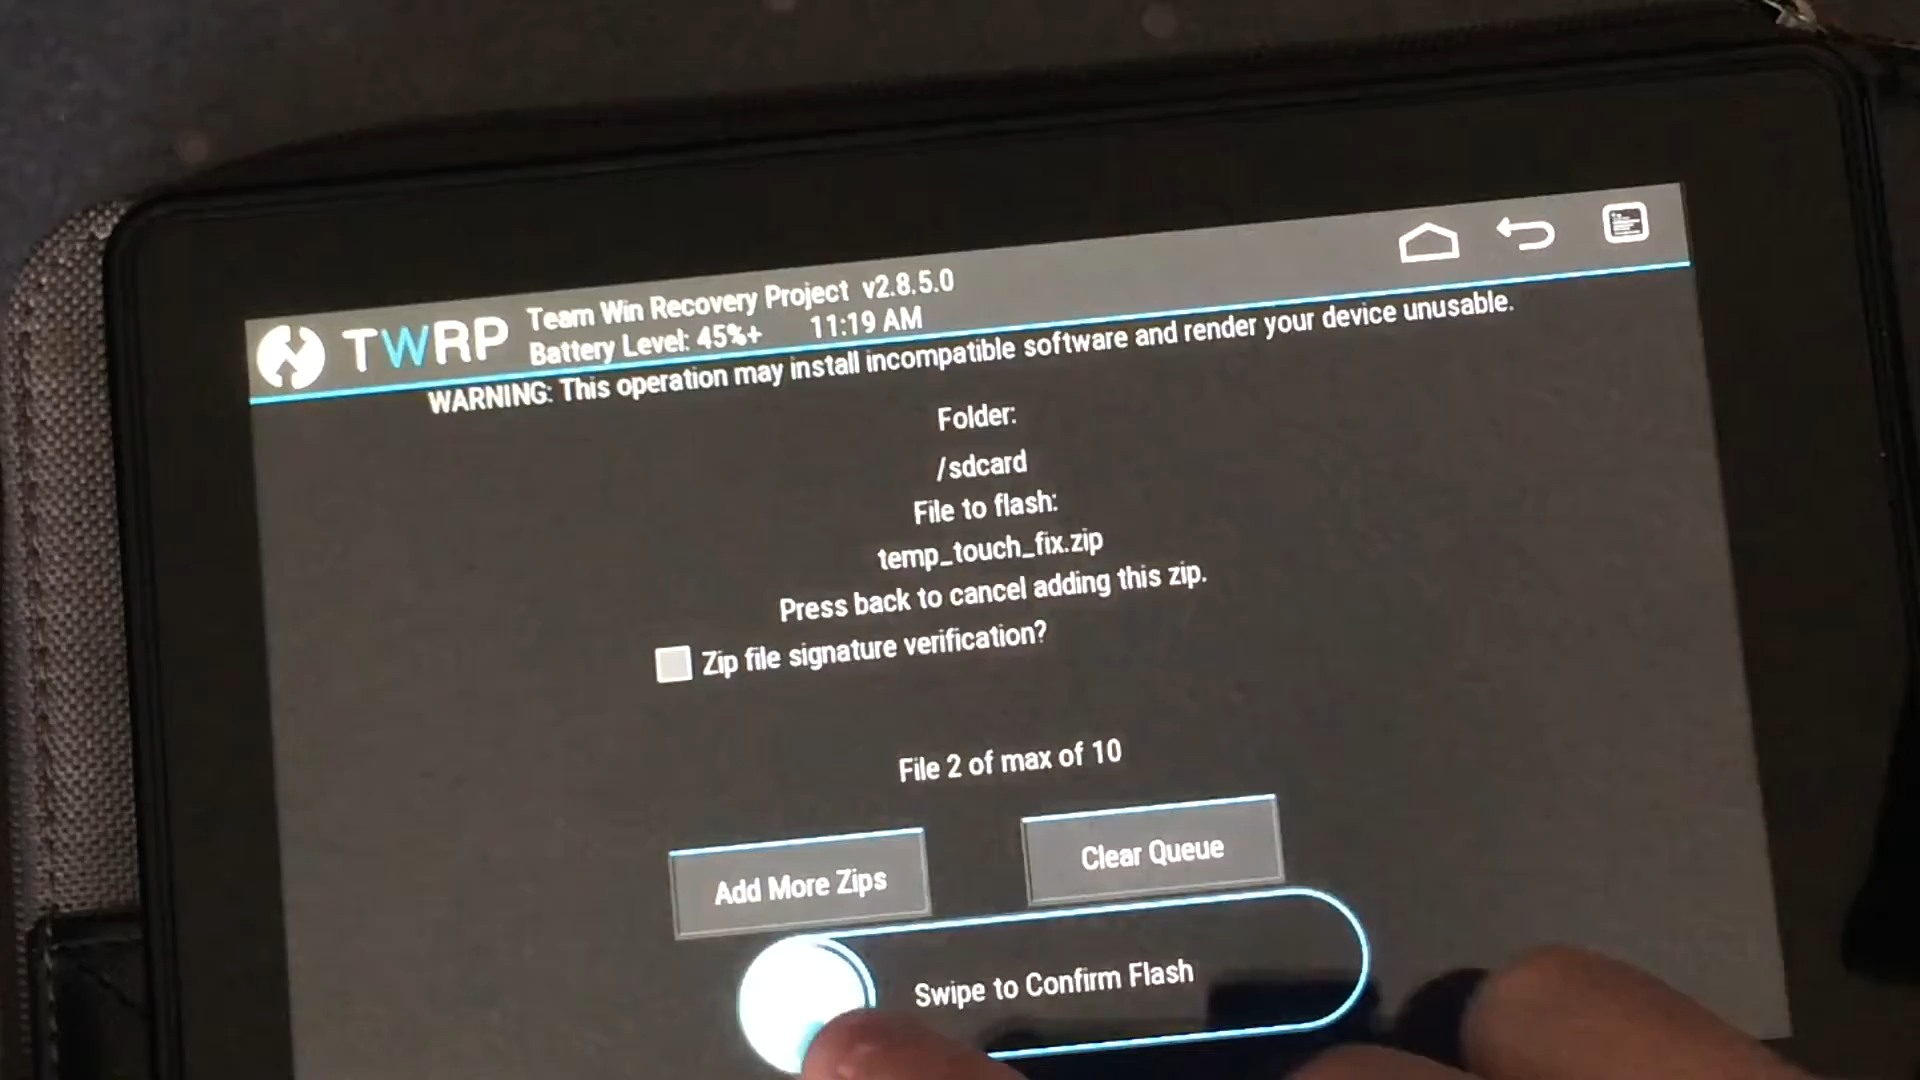 TWRP
Team Win Recovery Project v2.8.5.0
Battery Level: 45%+ 11:19 AM
WARNING: This operation may install incompatible software and render your device unusable.
Folder:
/sdcard
File to flash:
temp_touch_fix.zip
Press back to cancel adding this zip.
Zip file signature verification?
File 2 of max of 10
Add More Zips
Clear Queue
Swipe to Confirm Flash